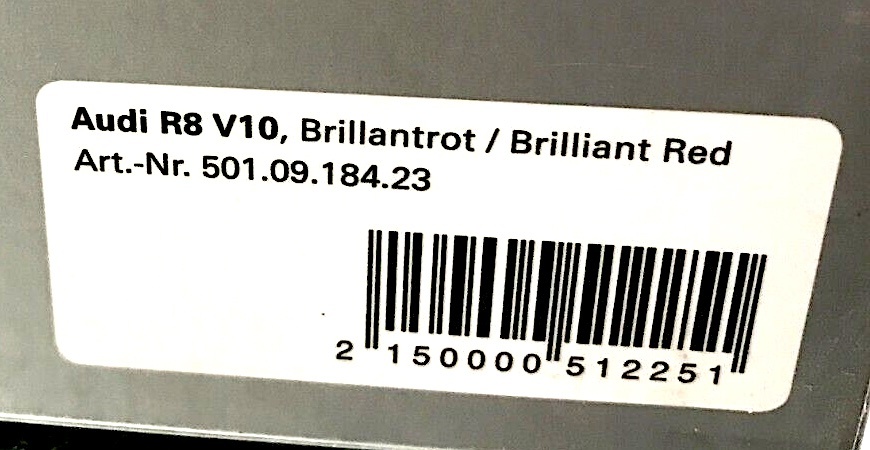 Audi R8 V10, Brillantrot / Brilliant Red
Art.-Nr. 501.09.184.23
2 150000 512251